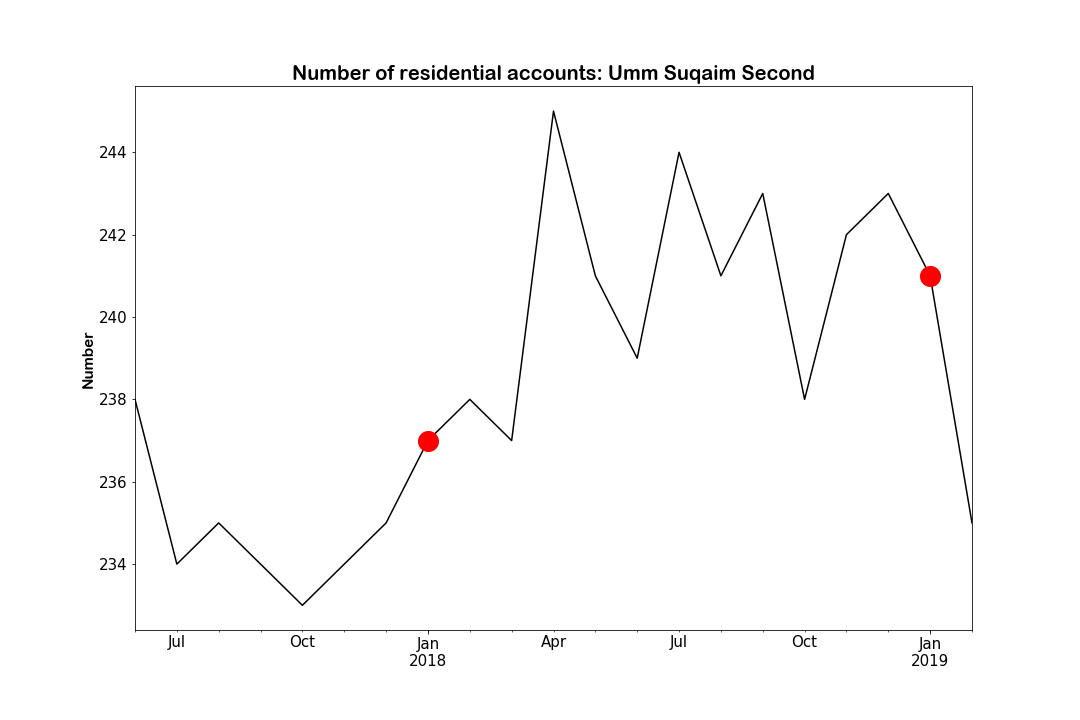 Number of residential accounts: Umm Suqaim Second
244
242
240
238
236
234
Number
Jul
Oct
Jan
2018
Apr
Jul
Oct
Jan
2019